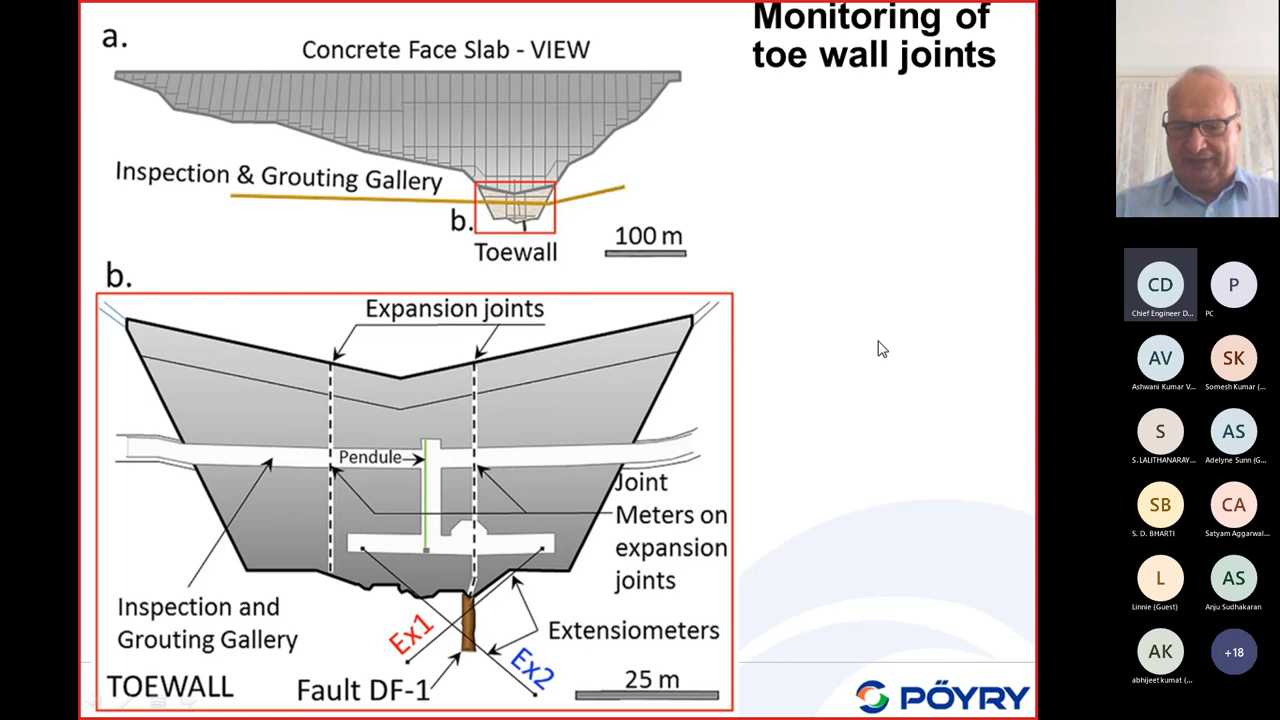 Monitoring of
toe wall joints
a.
Concrete Face Slab - VIEW
Inspection & Grouting Gallery
b.
Toewall
100 m
b.
Expansion joints
Pendule
Joint
Meters on
expansion
joints
Inspection and
Grouting Gallery
Ex1
Ex2
Extensiometers
TOEWALL
Fault DF-1
25 m
PÖYRY
CD
Chief Engineer D...
P
PC
AV
Ashwani Kumar V...
SK
Somesh Kumar (...
S
S. LALITHANARAY...
AS
Adelyne Sunn (G...
SB
S. D. BHARTI
CA
Satyam Aggarwal...
L
Linnie (Guest)
AS
Anju Sudhakaran
AK
abhijeet kumat (...
+18